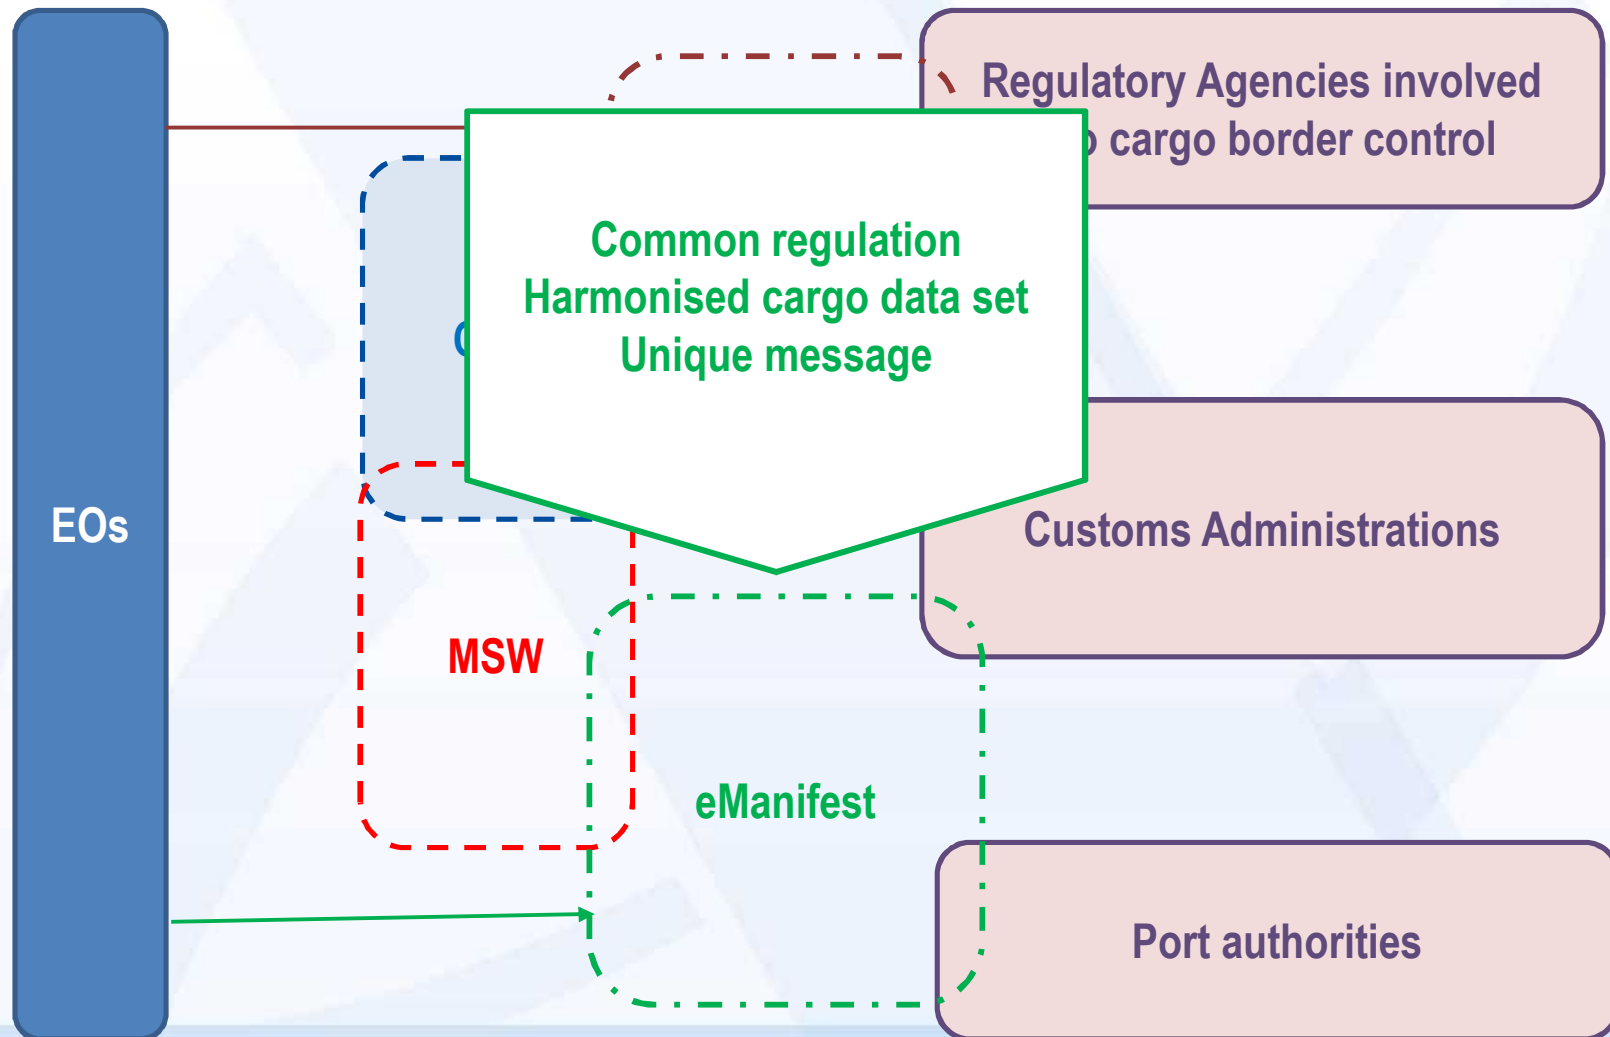 Regulatory Agencies involved
cargo border control
Common regulation
Harmonised cargo data set
Unique message
EOs
Customs Administrations
MSW
eManifest
Port authorities